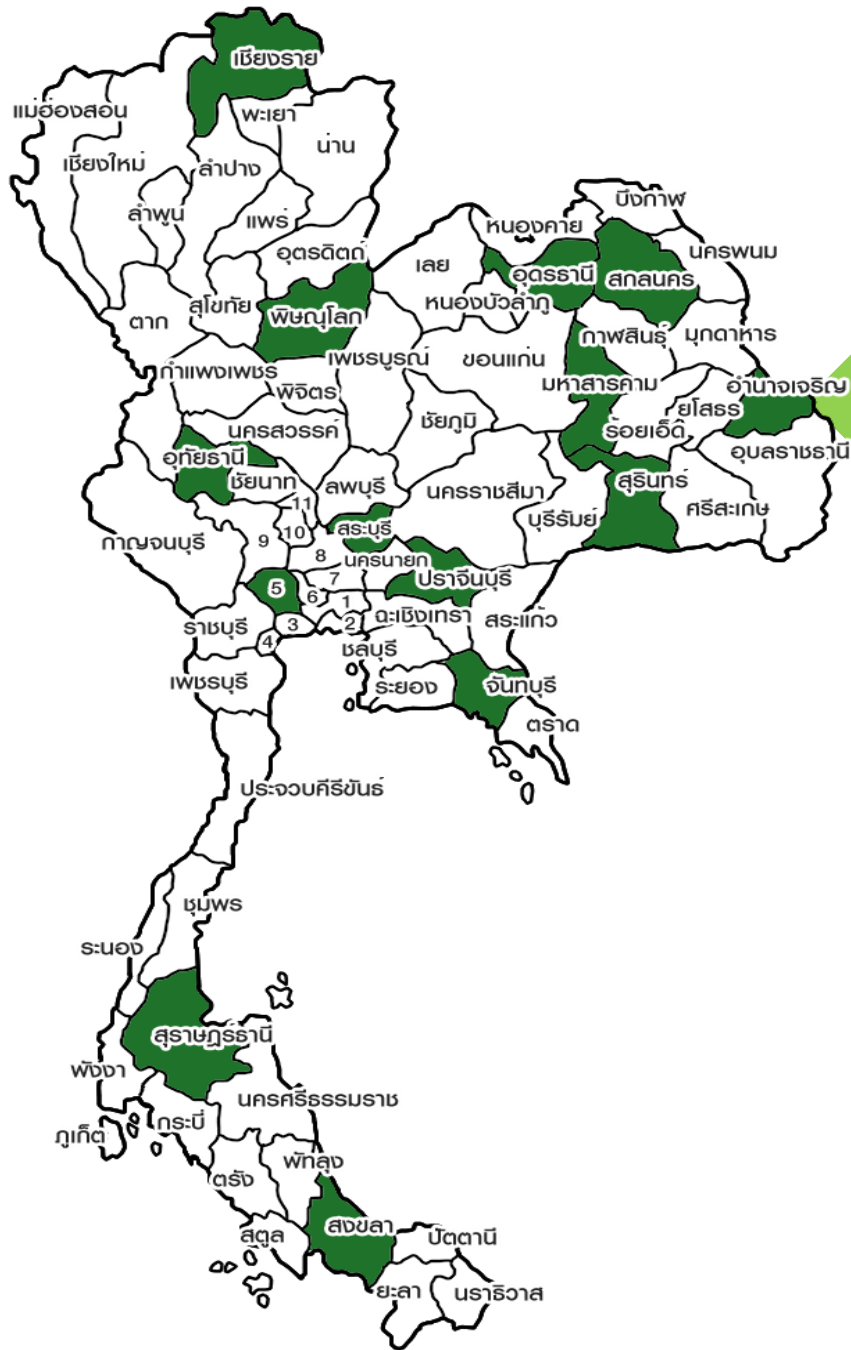 เชียงราย
แม่ฮ่องสอน
พะเยา
น่าน
เชียงใหม่
ลำปาง
ลำพูน
แพร่
บึงกาฬ
หนองคาย
อุตรดิตถ์
นครพนม
เลย
อุดรธานี
สกลนคร
สุโขทัย
หนองบัวลำภู
ตาก
พิษณุโลก
กาฬสินธุ์
มุกดาหาร
เพชรบูรณ์
ขอนแก่น
กำแพงเพชร
มหาสารคาม
อำนาจเจริญ
พิจิตร
ยโสธร
นครสวรรค์
ชัยภูมิ
ร้อยเอ็ด
อุบลราชธานี
อุทัยธานี
ชัยนาท
ลพบุรี
นครราชสีมา
สุรินทร์
11
ศรีสะเกษ
บุรีรัมย์
สระบุรี
10
กาญจนบุรี
9
8
นครนายก
ปราจีนบุรี
7
5
6
1
ฉะเชิงเทรา
สระแก้ว
ราชบุรี
3
2
4
ชลบุรี
เพชรบุรี
ระยอง
จันทบุรี
ตราด
ประจวบคีรีขันธ์
ชุมพร
ระนอง
สุราษฎร์ธานี
พังงา
นครศรีธรรมราช
กระบี่
ภูเก็ต
พัทลุง
ตรัง
สงขลา
สตูล
ปัตตานี
ยะลา
นราธิวาส